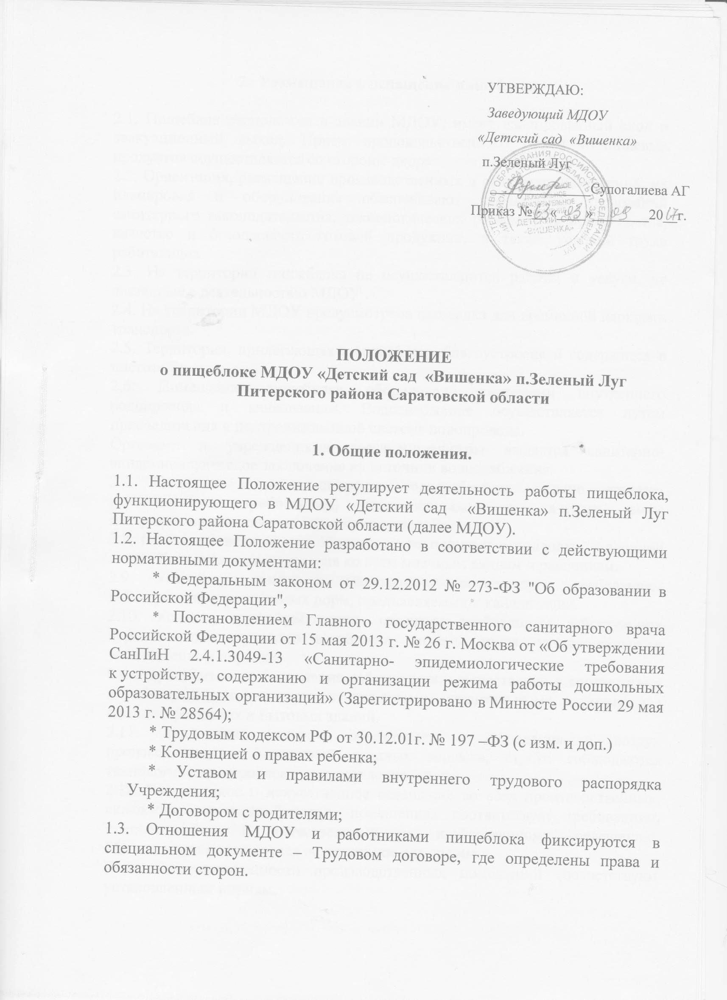 УТВЕРЖДАЮ:
Заведующий МДОУ
«Детский сад «Вишенка»
п.Зеленый Луг
Супогалиева АГ
Приказ № 63 « 03 » 09 2017г.
ДЕТСКИЙ САД
«ВИШЕНКА»
ПОЛОЖЕНИЕ
о пищеблоке МДОУ «Детский сад «Вишенка» п.Зеленый Луг
Питерского района Саратовской области
1. Общие положения.
1.1. Настоящее Положение регулирует деятельность работы пищеблока,
функционирующего в МДОУ «Детский сад «Вишенка» п.Зеленый Луг
Питерского района Саратовской области (далее МДОУ).
1.2. Настоящее Положение разработано в соответствии с действующими
нормативными документами:
* Федеральным законом от 29.12.2012 № 273-ФЗ "Об образовании в
Российской Федерации",
* Постановлением Главного государственного санитарного врача
Российской Федерации от 15 мая 2013 г. № 26 г. Москва от «Об утверждении
СанПиН 2.4.1.3049-13 «Санитарно- эпидемиологические требования
к устройству, содержанию и организации режима работы дошкольных
образовательных организаций» (Зарегистрировано в Минюсте России 29 мая
2013 г. № 28564);
* Трудовым кодексом РФ от 30.12.01г. № 197 –ФЗ (с изм. и доп.)
* Конвенцией о правах ребенка;
* Уставом и правилами внутреннего трудового распорядка
Учреждения;
* Договором с родителями;
1.3. Отношения МДОУ и работниками пищеблока фиксируются в
специальном документе – Трудовом договоре, где определены права и
обязанности сторон.